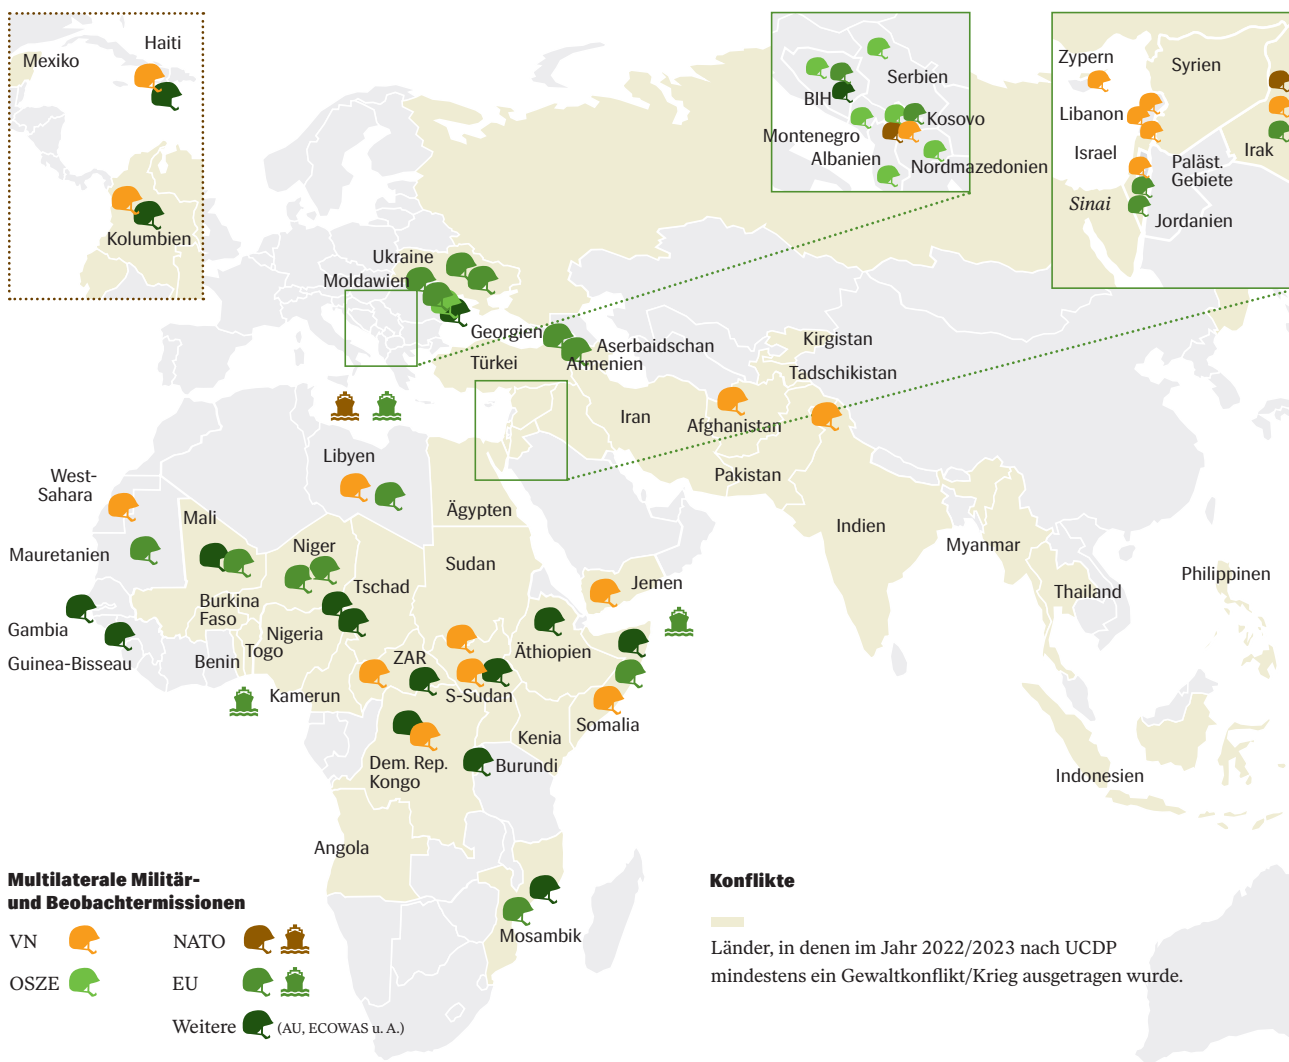 Haiti
Mexiko
Kolumbien
Serbien
BIH
Kosovo
Montenegro
Albanien
Nordmazedonien
Zypern
Syrien
Libanon
Israel
Paläst.
Gebiete
Irak
Sinai
Jordanien
Ukraine
Moldawien
Georgien
Aserbaidschan
Türkei
Armenien
Kirgistan
Tadschikistan
Iran
Afghanistan
Pakistan
Indien
Myanmar
Thailand
Philippinen
Indonesien
Libyen
West-
Sahara
Ägypten
Mali
Mauretanien
Niger
Sudan
Tschad
Jemen
Burkina
Faso
Gambia
Nigeria
Togo
Guinea-Bissau
Benin
ZAR
Äthiopien
Kamerun
S-Sudan
Somalia
Kenia
Dem. Rep.
Kongo
Burundi
Angola
Mosambik
Multilaterale Militär-
und Beobachtermissionen
VN
NATO
OSZE
EU
Weitere (AU, ECOWAS u. A.)
Konflikte
Länder, in denen im Jahr 2022/2023 nach UCDP
mindestens ein Gewaltkonflikt/Krieg ausgetragen wurde.